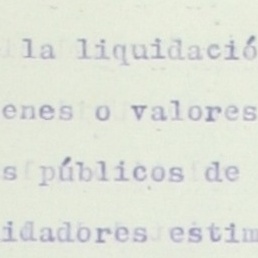 la liquidació
enes o valores
s públicos de
idadores estim